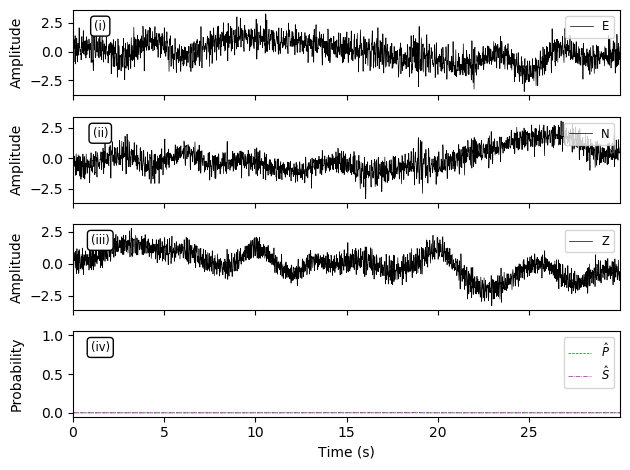 Amplitude
2.5
0.0
−2.5
(i)
E
Amplitude
2.5
0.0
−2.5
(ii)
N
Amplitude
2.5
0.0
−2.5
(iii)
Z
Probability
1.0
0.5
0.0
(iv)
P̂
Ŝ
0 5 10 15 20 25
Time (s)